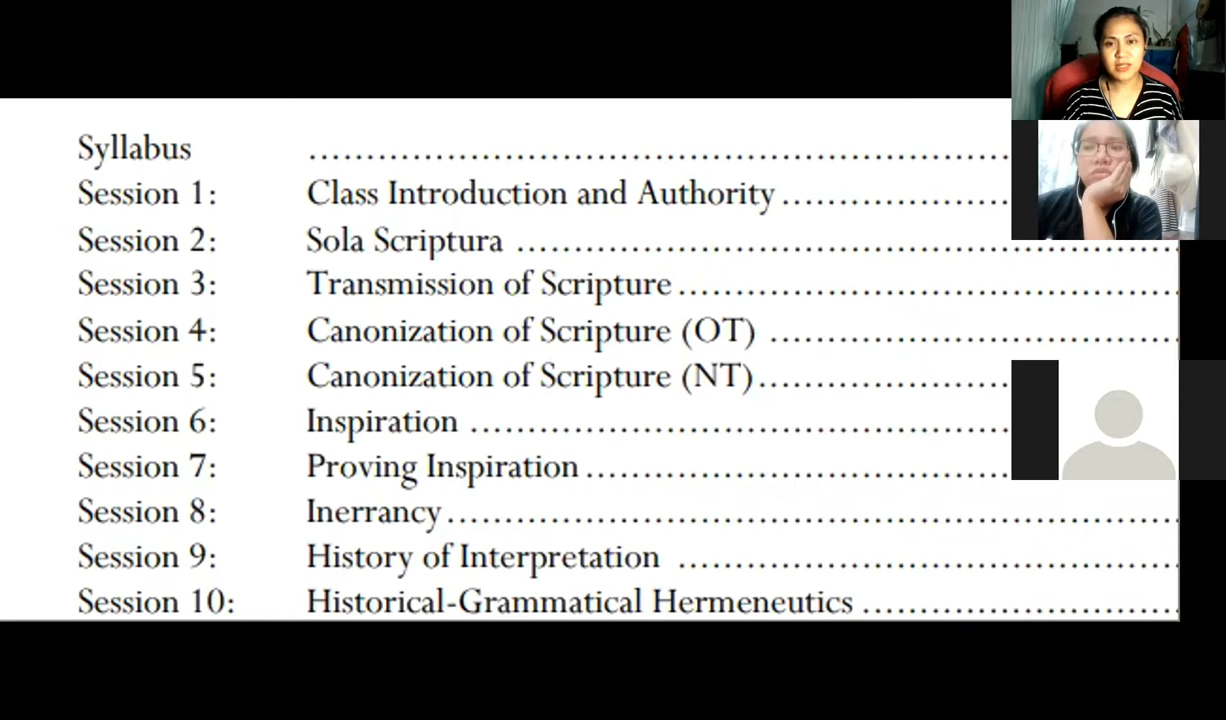 Syllabus ................................................
Session 1: Class Introduction and Authority ................
Session 2: Sola Scriptura ..............................................
Session 3: Transmission of Scripture ...................................
Session 4: Canonization of Scripture (OT) ............................
Session 5: Canonization of Scripture (NT) .................
Session 6: Inspiration .....................................
Session 7: Proving Inspiration .............................
Session 8: Inerrancy ...................................................
Session 9: History of Interpretation ...................................
Session 10: Historical-Grammatical Hermeneutics ......................